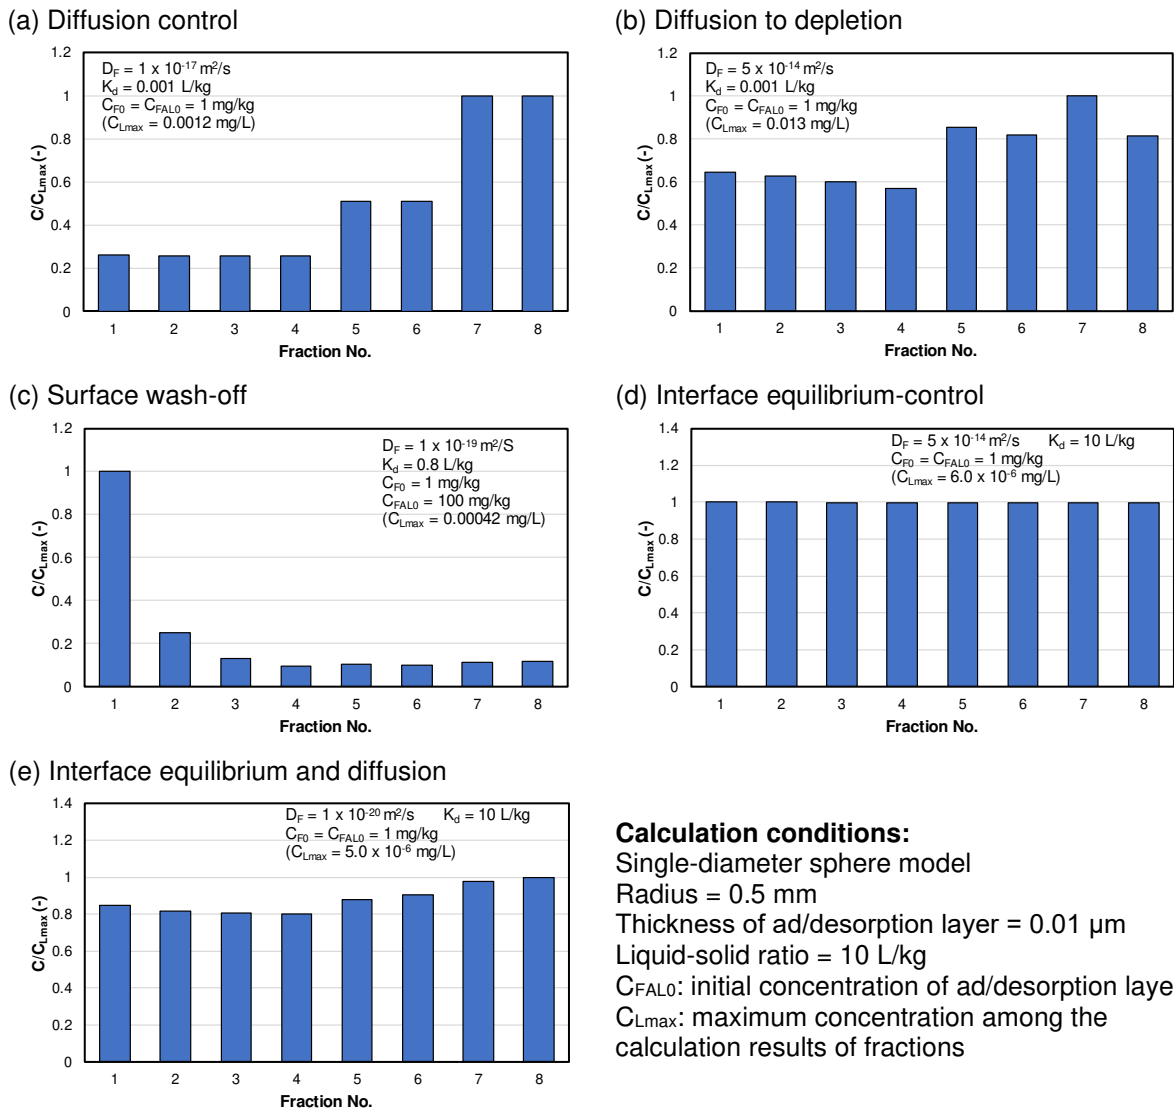 (a) Diffusion control
1.2
1
0.8
0.6
0.4
0.2
0
C/C_Lmax (-)
D_F = 1 x 10^-17 m²/s
K_d = 0.001 L/kg
C_F0 = C_FAL0 = 1 mg/kg
(C_Lmax = 0.0012 mg/L)
1 2 3 4 5 6 7 8
Fraction No.
(b) Diffusion to depletion
1.2
1
0.8
0.6
0.4
0.2
0
C/C_Lmax (-)
D_F = 5 x 10^-14 m²/s
K_d = 0.001 L/kg
C_F0 = C_FAL0 = 1 mg/kg
(C_Lmax = 0.013 mg/L)
1 2 3 4 5 6 7 8
Fraction No.
(c) Surface wash-off
1.2
1
0.8
0.6
0.4
0.2
0
C/C_Lmax (-)
D_F = 1 x 10^-19 m²/S
K_d = 0.8 L/kg
C_F0 = 1 mg/kg
C_FAL0 = 100 mg/kg
(C_Lmax = 0.00042 mg/L)
1 2 3 4 5 6 7 8
Fraction No.
(d) Interface equilibrium-control
1.4
1.2
1
0.8
0.6
0.4
0.2
0
C/C_Lmax (-)
D_F = 5 x 10^-14 m²/s K_d = 10 L/kg
C_F0 = C_FAL0 = 1 mg/kg
(C_Lmax = 6.0 x 10^-6 mg/L)
1 2 3 4 5 6 7 8
Fraction No.
(e) Interface equilibrium and diffusion
1.4
1.2
1
0.8
0.6
0.4
0.2
0
C/C_Lmax (-)
D_F = 1 x 10^-20 m²/s K_d = 10 L/kg
C_F0 = C_FAL0 = 1 mg/kg
(C_Lmax = 5.0 x 10^-6 mg/L)
1 2 3 4 5 6 7 8
Fraction No.
Calculation conditions:
Single-diameter sphere model
Radius = 0.5 mm
Thickness of ad/desorption layer = 0.01 µm
Liquid-solid ratio = 10 L/kg
C_FAL0: initial concentration of ad/desorption laye
C_Lmax: maximum concentration among the
calculation results of fractions